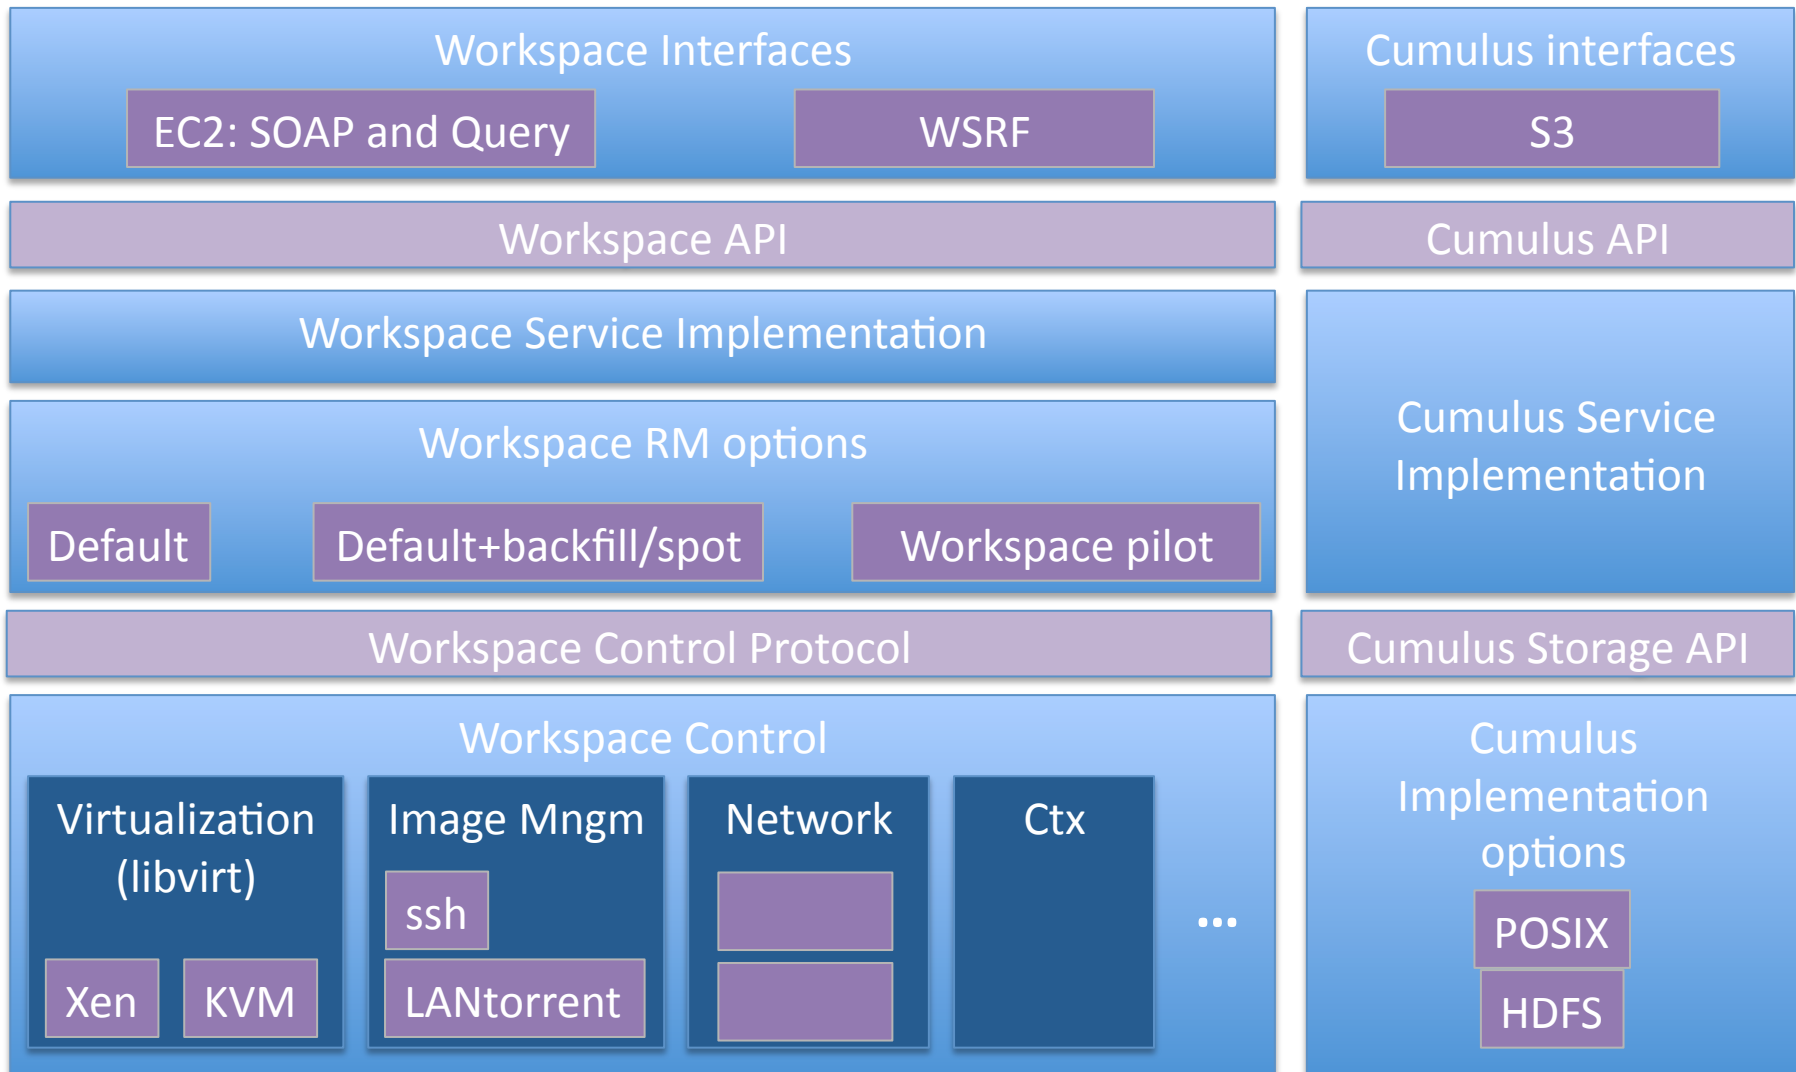 Workspace Interfaces
EC2: SOAP and Query
WSRF
Cumulus interfaces
S3
Workspace API
Cumulus API
Workspace Service Implementation
Workspace RM options
Default
Default+backfill/spot
Workspace pilot
Cumulus Service
Implementation
Workspace Control Protocol
Cumulus Storage API
Workspace Control
Virtualization
(libvirt)
Xen
KVM
Image Mngm
ssh
LANtorrent
Network
Ctx
...
Cumulus
Implementation
options
POSIX
HDFS